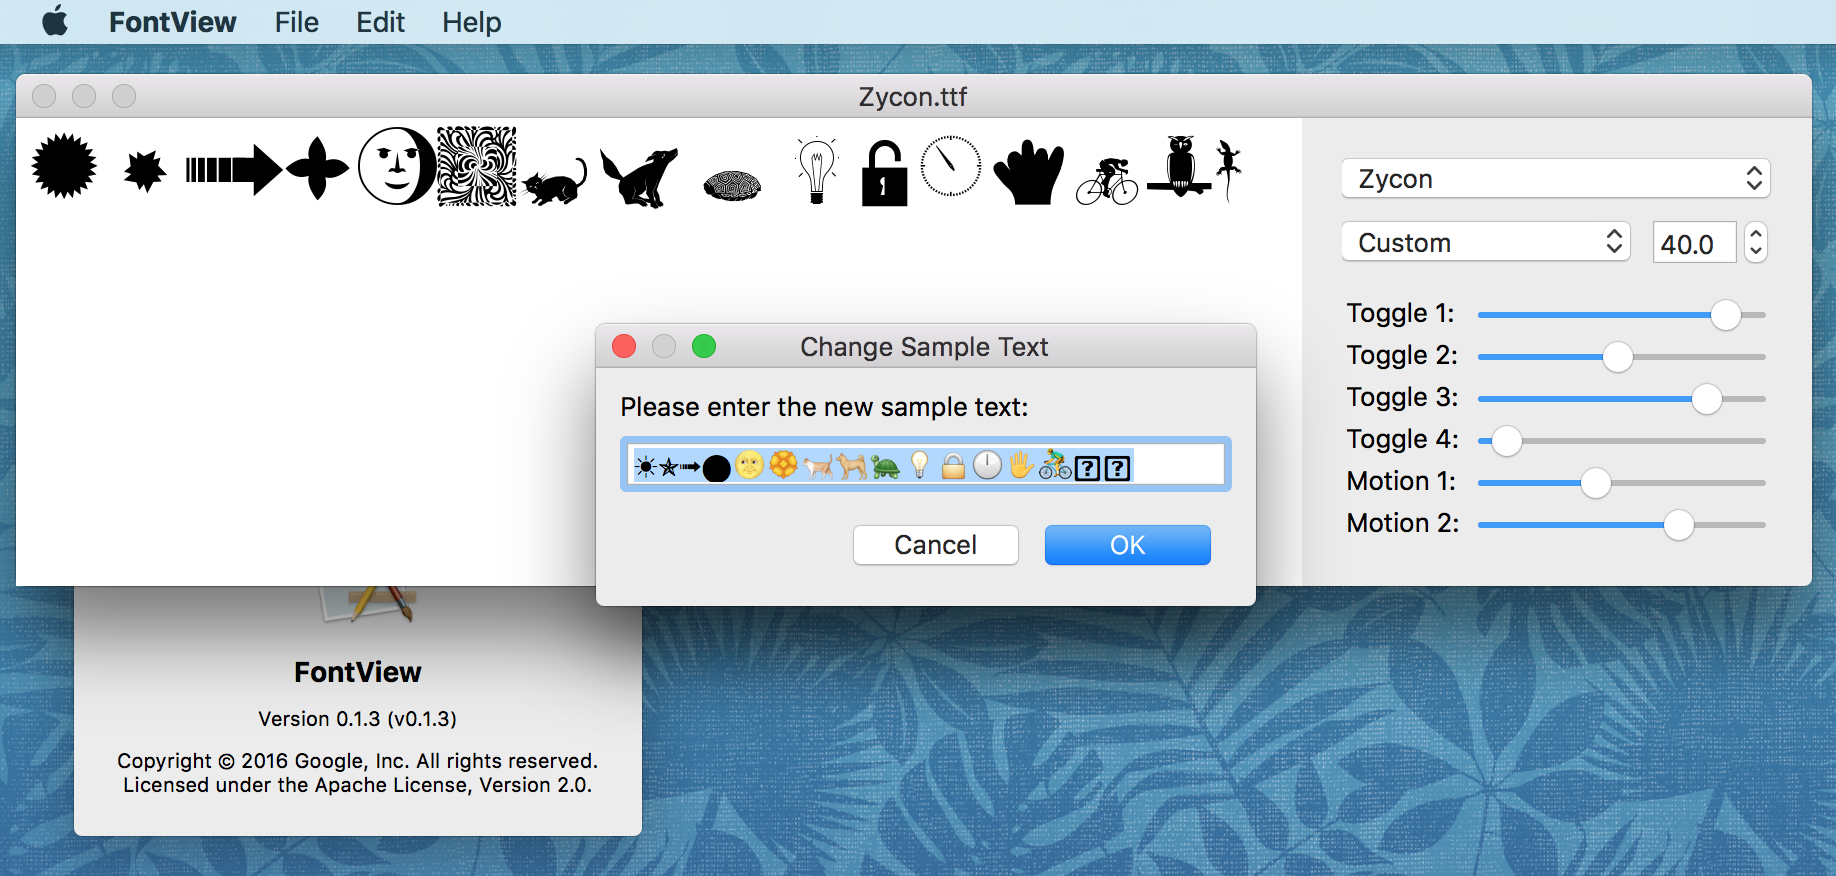 FontView File Edit Help
Zycon.ttf
Zycon
Custom
40.0
Toggle 1:
Toggle 2:
Toggle 3:
Toggle 4:
Motion 1:
Motion 2:
Change Sample Text
Please enter the new sample text:
Cancel
OK
FontView
Version 0.1.3 (v0.1.3)
Copyright © 2016 Google, Inc. All rights reserved.
Licensed under the Apache License, Version 2.0.